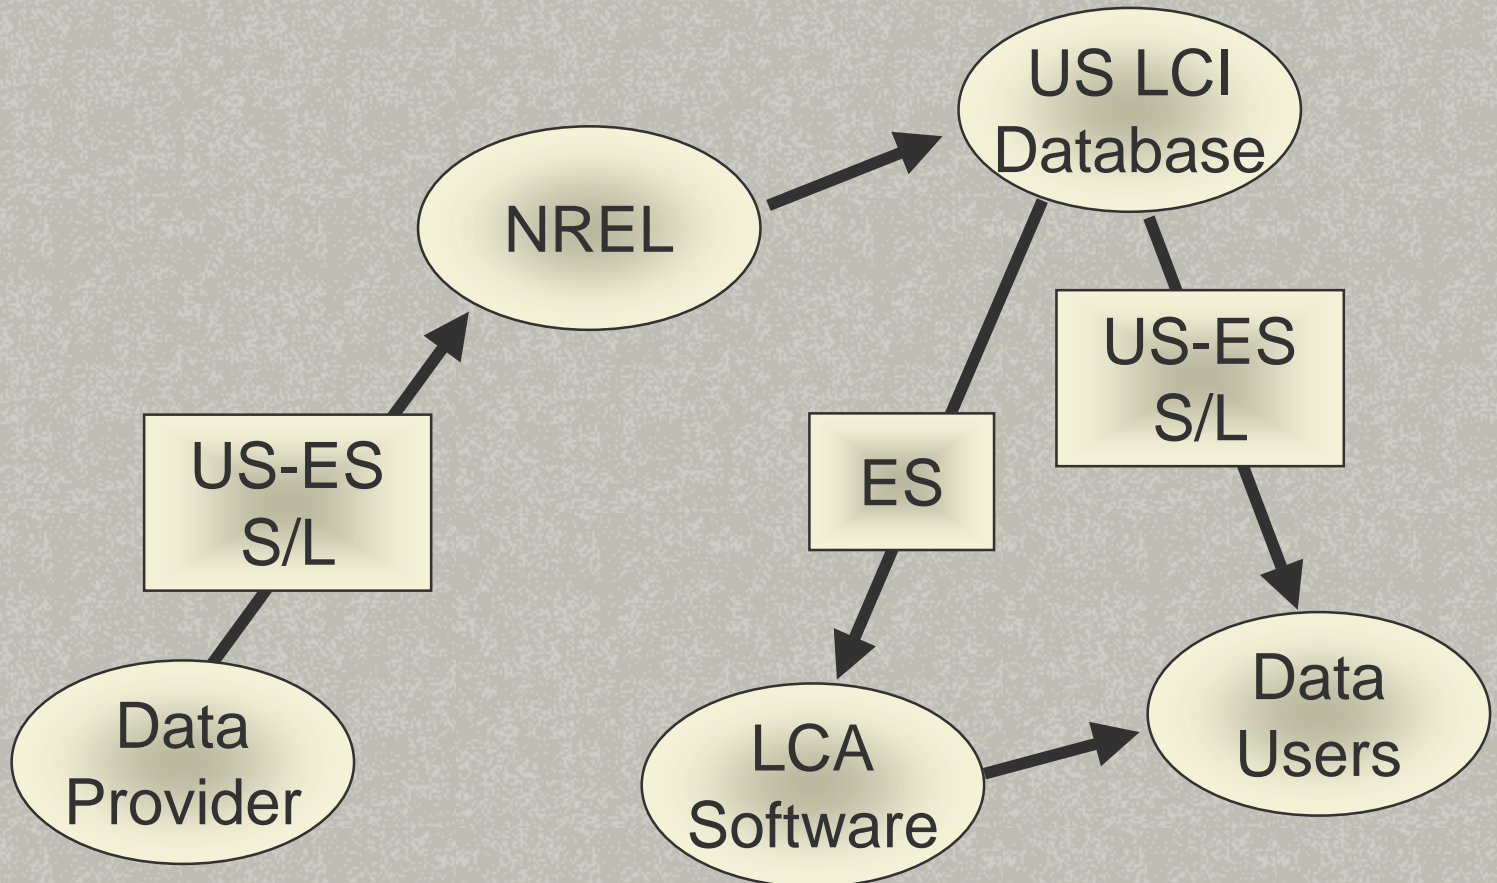 US LCI
Database
NREL
US-ES
S/L
US-ES
S/L
ES
Data
Provider
LCA
Software
Data
Users